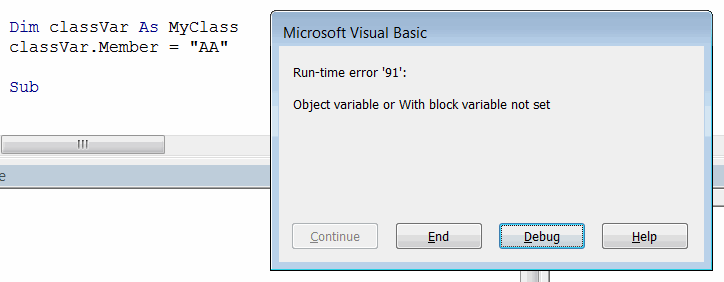 Dim classVar As MyClass
classVar.Member = "AA"
Sub
e
Microsoft Visual Basic
Run-time error '91':
Object variable or With block variable not set
Continue
End
Debug
Help